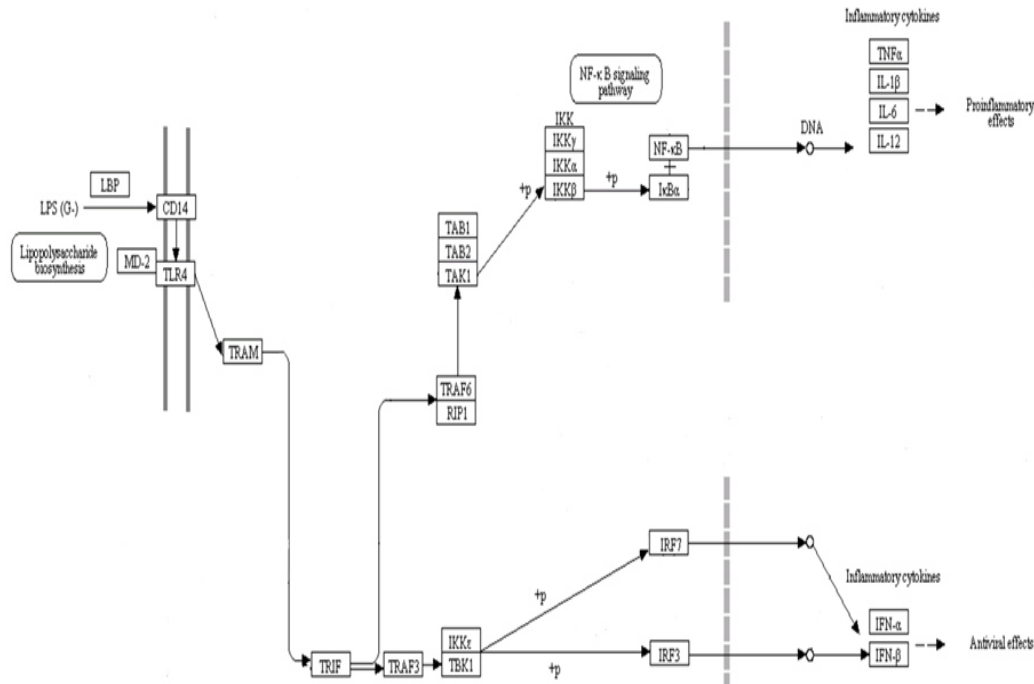 Inflammatory cytokines
TNFα
IL-1β
IL-6
IL-12
Proinflammatory
effects
NF-κB signaling
pathway
IKK
IKKγ
IKKα
IKKβ
+p
+p
NF-κB
IκBα
DNA
LBP
LPS (G-)
CD14
Lipopolysaccharide
biosynthesis
MD-2
TLR4
TAB1
TAB2
TAK1
TRAM
TRAF6
RIP1
IRF7
+p
Inflammatory cytokines
IFN-α
IFN-β
Antiviral effects
TRIF
TRAF3
IKKε
TBK1
+p
IRF3